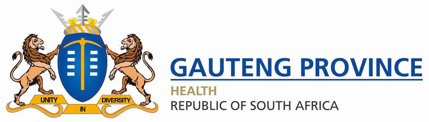 UNITY
IN
DIVERSITY
GAUTENG PROVINCE
HEALTH
REPUBLIC OF SOUTH AFRICA